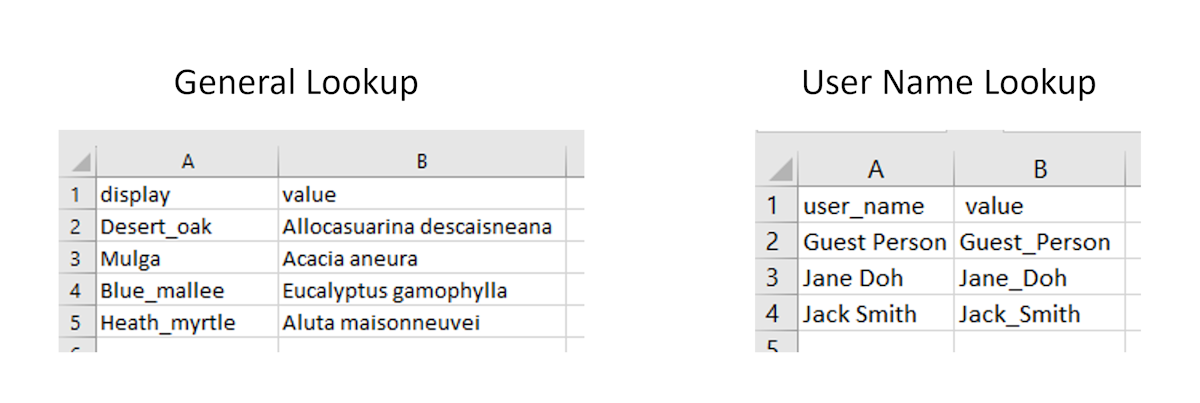 General Lookup
A B
1 display value
2 Desert_oak Allocasuarina descaisneana
3 Mulga Acacia aneura
4 Blue_mallee Eucalyptus gamophylla
5 Heath_myrtle Aluta maisonneuvei
User Name Lookup
A B
1 user_name value
2 Guest Person Guest_Person
3 Jane Doh Jane_Doh
4 Jack Smith Jack_Smith
5